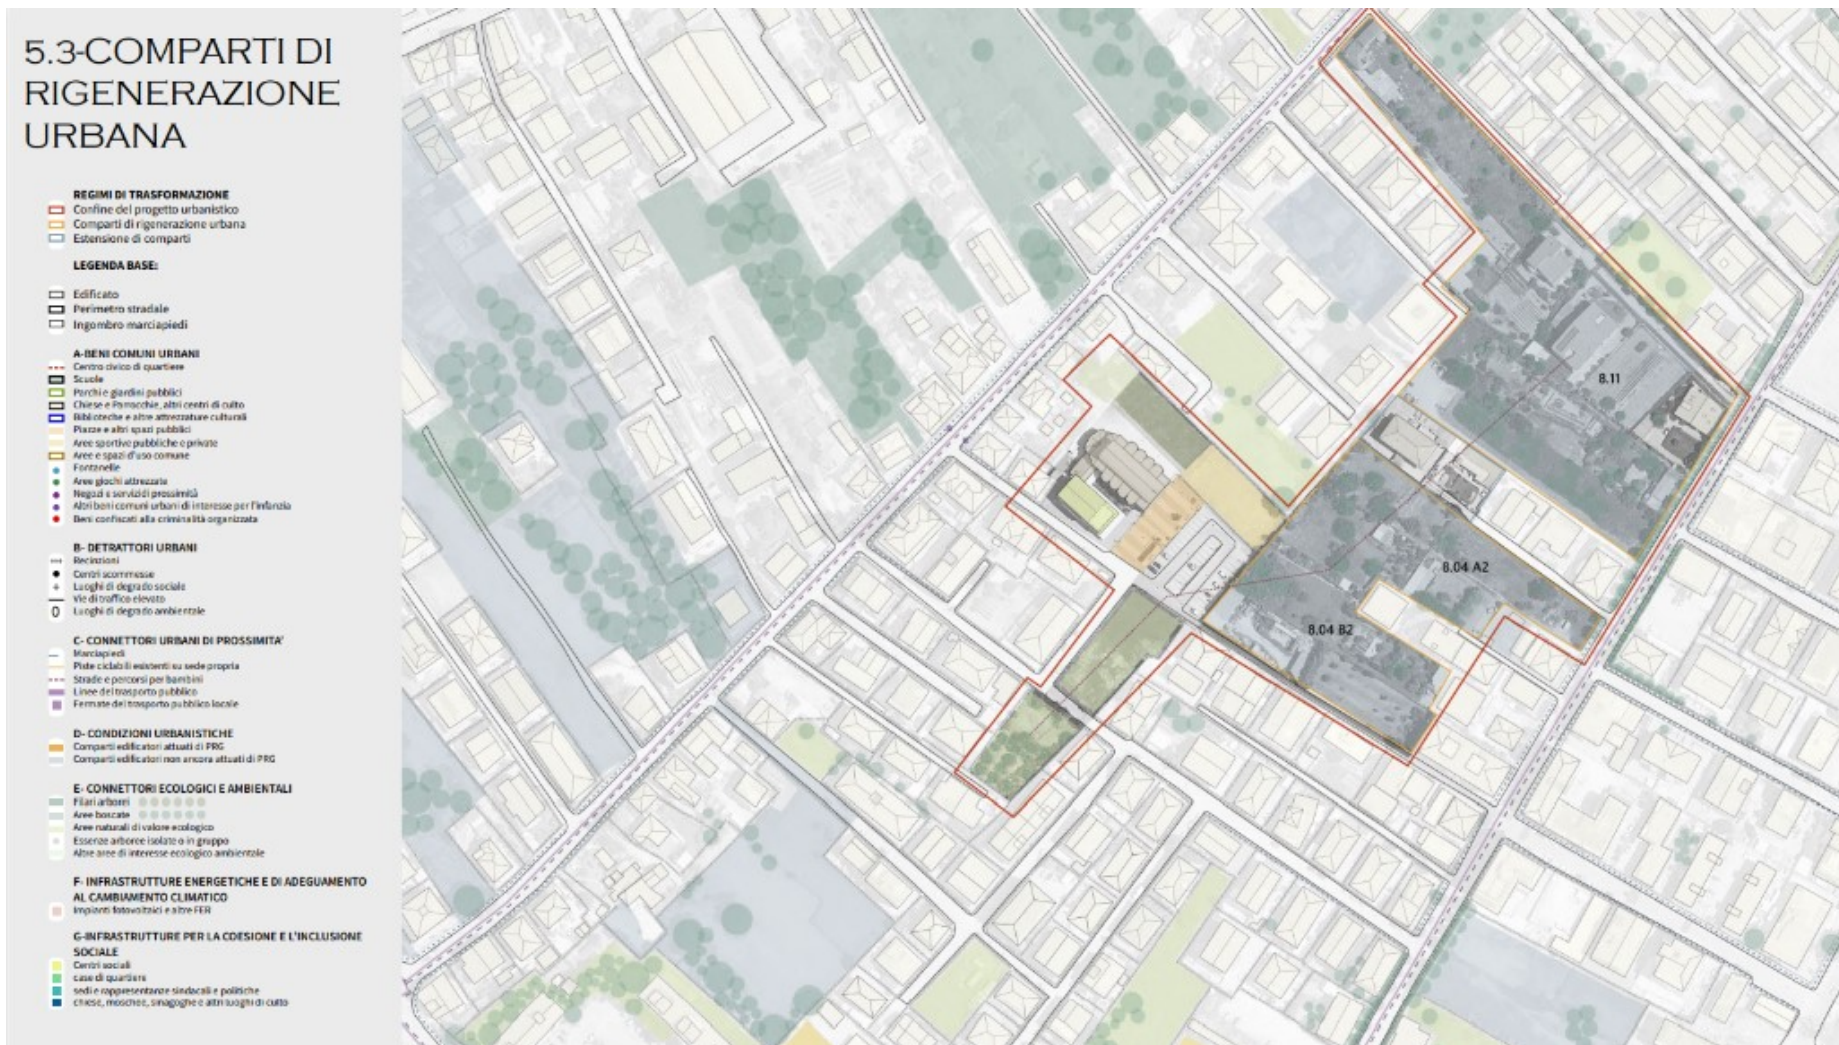 5.3-COMPARTI DI
RIGENERAZIONE
URBANA
REGIMI DI TRASFORMAZIONE
Confine del progetto urbanistico
Comparti di rigenerazione urbana
Estensione di comparti
LEGENDA BASE:
Edificato
Perimetro stradale
Ingombro marciapiedi
A-BENI COMUNI URBANI
Centro civico di quartiere
Scuole
Parchi e giardini pubblici
Chiese e Parrocchie, altri centri di culto
Biblioteche e altre attrezzature culturali
Piazze e altri spazi pubblici
Aree sportive pubbliche e private
Aree e spazi d'uso comune
Fontanelle
Aree giochi attrezzate
Negozi e servizi di prossimità
Altri beni comuni urbani di interesse per l'infanzia
Beni confiscati alla criminalità organizzata
B- DETRATTORI URBANI
Recinzioni
Centri scommesse
Luoghi di degrado sociale
Vie di traffico elevato
Luoghi di degrado ambientale
C- CONNETTORI URBANI DI PROSSIMITA'
Marciapiedi
Piste ciclabili esistenti su sede propria
Strade e percorsi per bambini
Linee del trasporto pubblico
Fermate del trasporto pubblico locale
D- CONDIZIONI URBANISTICHE
Comparti edificatori attuati di PRG
Comparti edificatori non ancora attuati di PRG
E- CONNETTORI ECOLOGICI E AMBIENTALI
Filari arborei
Aree boscate
Aree naturali di valore ecologico
Essenze arboree isolate o in gruppo
Altre aree di interesse ecologico ambientale
F- INFRASTRUTTURE ENERGETICHE E DI ADEGUAMENTO
AL CAMBIAMENTO CLIMATICO
Impianti fotovoltaici e altre FER
G-INFRASTRUTTURE PER LA COESIONE E L'INCLUSIONE
SOCIALE
Centri sociali
case di quartiere
sedi e rappresentanze sindacali e politiche
chiese, moschee, sinagoghe e altri luoghi di culto
8.11
8.04 A2
8.04 B2